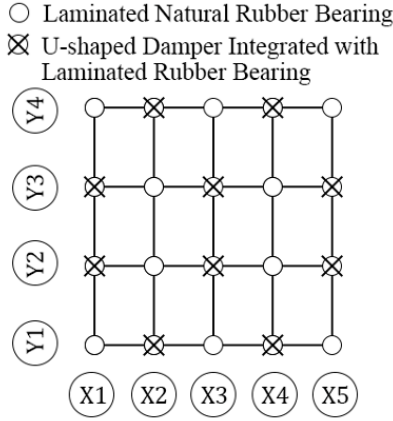 Laminated Natural Rubber Bearing
U-shaped Damper Integrated with
Laminated Rubber Bearing
Y4
Y3
Y2
Y1
X1 X2 X3 X4 X5